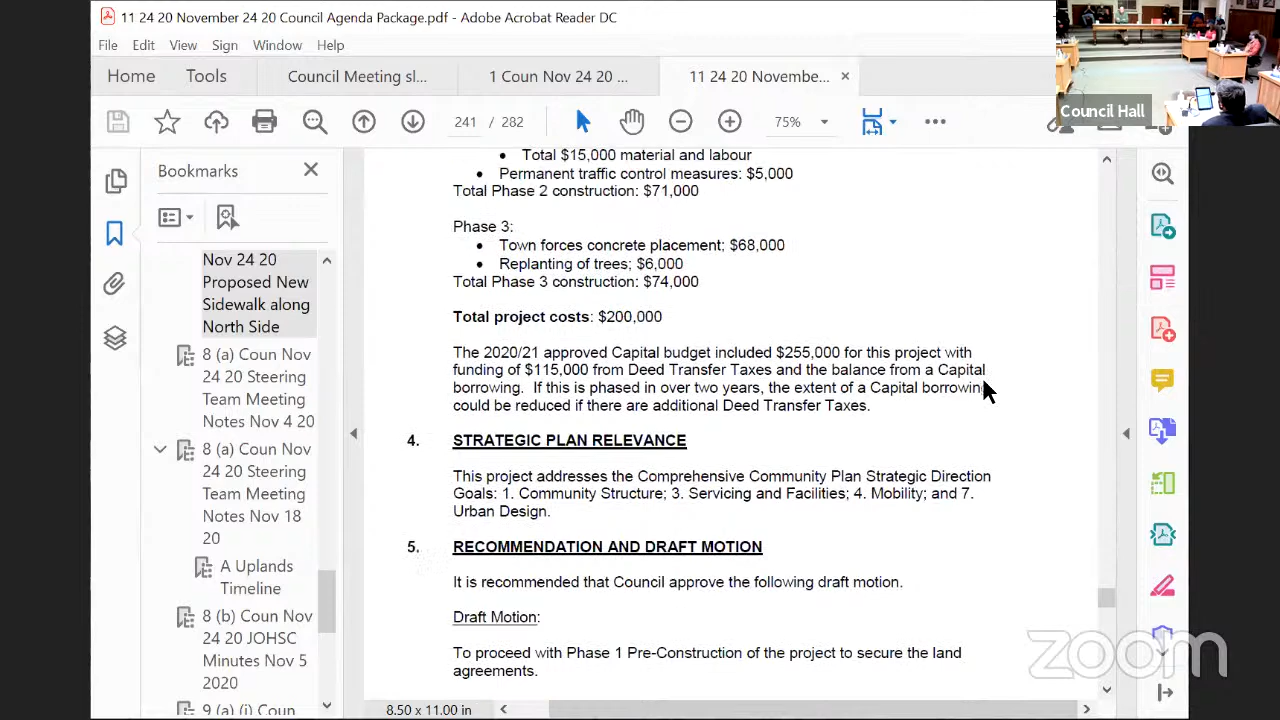 11 24 20 November 24 20 Council Agenda Package.pdf - Adobe Acrobat Reader DC
File Edit View Sign Window Help
Home Tools Council Meeting sl... 1 Coun Nov 24 20 ... 11 24 20 Novembe...
Council Hall
241 / 282 75%
Bookmarks
Nov 24 20
Proposed New
Sidewalk along
North Side
8 (a) Coun Nov
24 20 Steering
Team Meeting
Notes Nov 4 20
8 (a) Coun Nov
24 20 Steering
Team Meeting
Notes Nov 18
20
A Uplands
Timeline
8 (b) Coun Nov
24 20 JOHSC
Minutes Nov 5
2020
9 (a) (i) Coun
• Total $15,000 material and labour
• Permanent traffic control measures: $5,000
Total Phase 2 construction: $71,000
Phase 3:
• Town forces concrete placement; $68,000
• Replanting of trees; $6,000
Total Phase 3 construction: $74,000
Total project costs: $200,000
The 2020/21 approved Capital budget included $255,000 for this project with
funding of $115,000 from Deed Transfer Taxes and the balance from a Capital
borrowing. If this is phased in over two years, the extent of a Capital borrowing
could be reduced if there are additional Deed Transfer Taxes.
4. STRATEGIC PLAN RELEVANCE
This project addresses the Comprehensive Community Plan Strategic Direction
Goals: 1. Community Structure; 3. Servicing and Facilities; 4. Mobility; and 7.
Urban Design.
5. RECOMMENDATION AND DRAFT MOTION
It is recommended that Council approve the following draft motion.
Draft Motion:
To proceed with Phase 1 Pre-Construction of the project to secure the land
agreements.
8.50 x 11.00 in
zoom